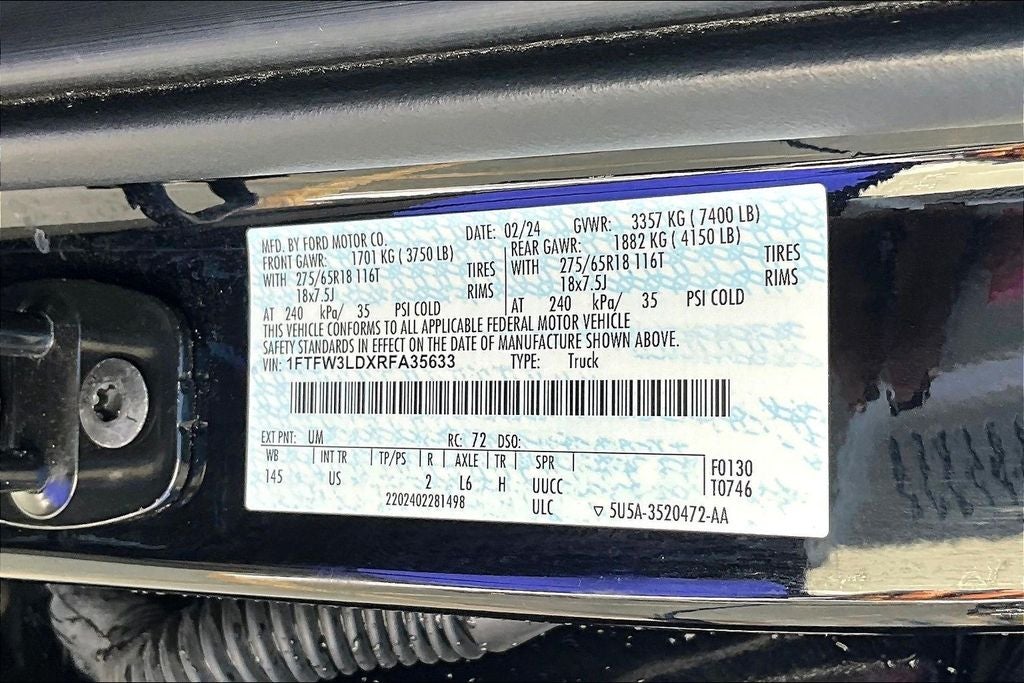 MFD. BY FORD MOTOR CO.
DATE: 02/24 GVWR: 3357 KG ( 7400 LB)
FRONT GAWR: 1701 KG ( 3750 LB)
REAR GAWR: 1882 KG ( 4150 LB)
WITH 275/65R18 116T TIRES
WITH 275/65R18 116T TIRES
18x7.5J RIMS
18x7.5J RIMS
AT 240 kPa/ 35 PSI COLD
AT 240 kPa/ 35 PSI COLD
THIS VEHICLE CONFORMS TO ALL APPLICABLE FEDERAL MOTOR VEHICLE
SAFETY STANDARDS IN EFFECT ON THE DATE OF MANUFACTURE SHOWN ABOVE.
VIN: 1FTFW3LDXRFA35633 TYPE: Truck
EXT PNT: UM RC: 72 DSO:
WB INT TR TP/PS R AXLE TR SPR
145 US 2 L6 H UUCC
F0130
T0746
2202402281498 ULC
5U5A-3520472-AA